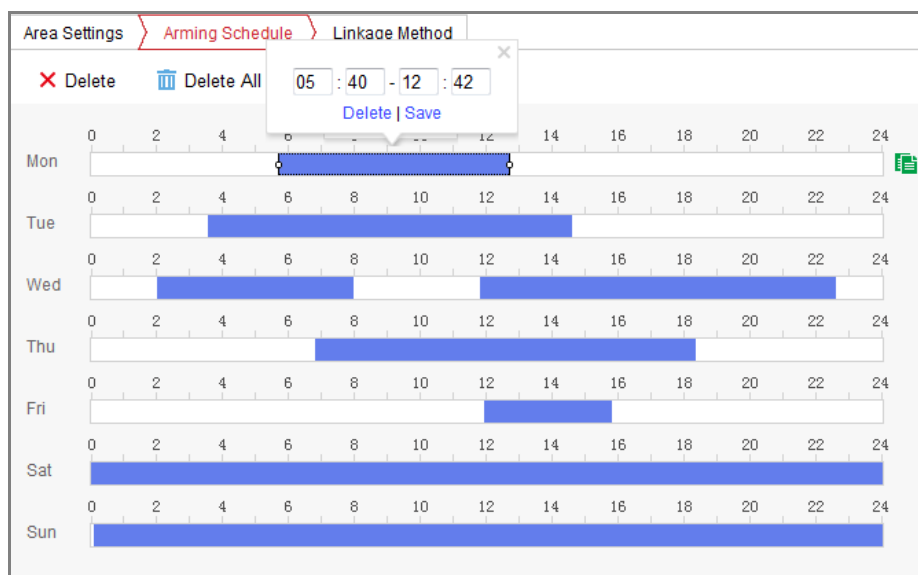 Area Settings Arming Schedule Linkage Method
05 : 40 - 12 : 42
Delete Delete All
Delete | Save
0 2 4 6 12 14 16 18 20 22 24
Mon
0 2 4 6 8 10 12 14 16 18 20 22 24
Tue
0 2 4 6 8 10 12 14 16 18 20 22 24
Wed
0 2 4 6 8 10 12 14 16 18 20 22 24
Thu
0 2 4 6 8 10 12 14 16 18 20 22 24
Fri
0 2 4 6 8 10 12 14 16 18 20 22 24
Sat
0 2 4 6 8 10 12 14 16 18 20 22 24
Sun